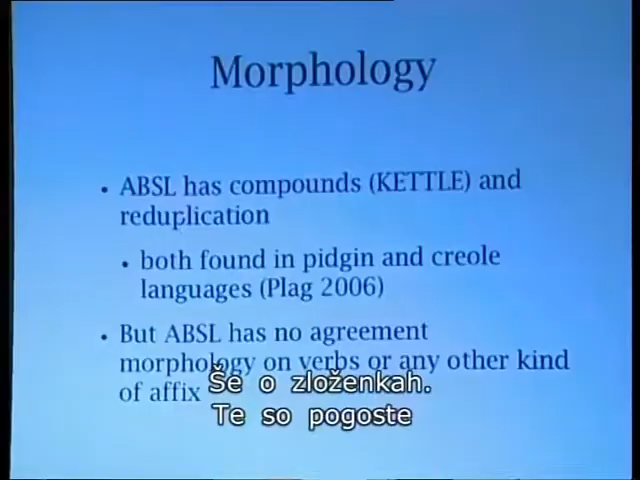 Morphology
• ABSL has compounds (KETTLE) and
reduplication
• both found in pidgin and creole
languages (Plag 2006)
• But ABSL has no agreement
morphology on verbs or any other kind
of affix
Še o zloženkah.
Te so pogoste